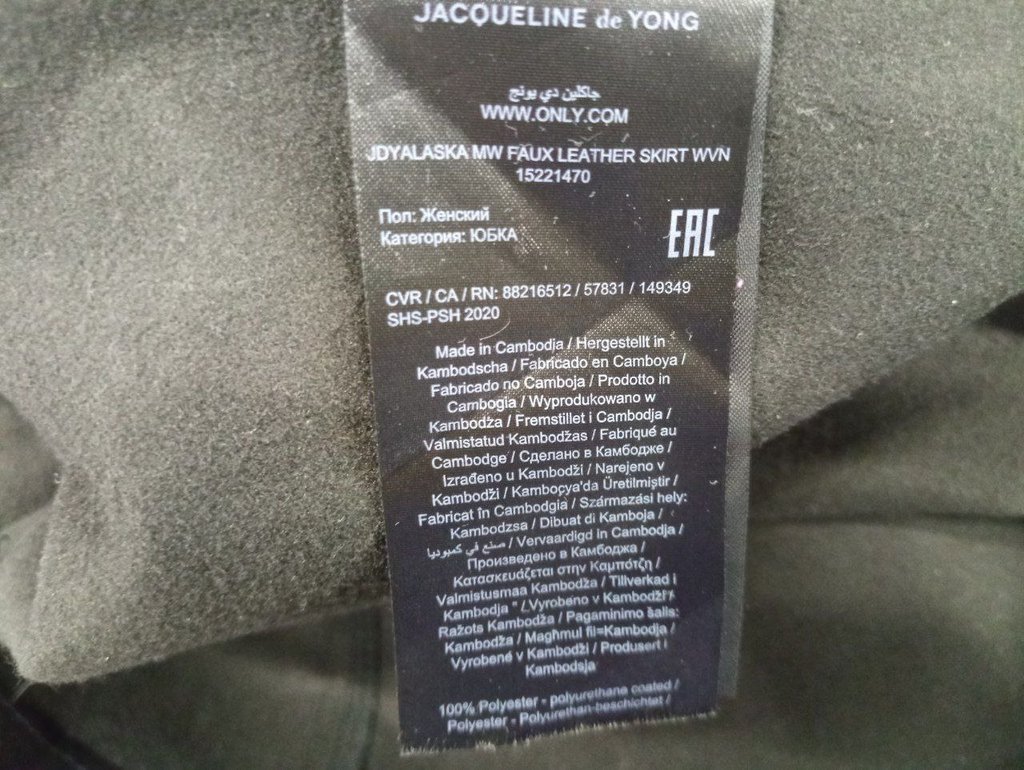 JACQUELINE de YONG
جاكلين دي يونج
WWW.ONLY.COM
JDYALASKA MW FAUX LEATHER SKIRT WVN
15221470
Пол: Женский
Категория: ЮБКА
EAC
CVR / CA / RN: 88216512 / 57831 / 149349
SHS-PSH 2020
Made in Cambodia / Hergestellt in
Kambodscha / Fabricado en Camboya /
Fabricado no Camboja / Prodotto in
Cambogia / Wyprodukowano w
Kambodża / Fremstillet i Cambodja /
Valmistatud Kambodžas / Fabriqué au
Cambodge / Сделано в Камбодже /
Izrađeno u Kambodži / Narejeno v
Kambodži / Kamboçya'da Üretilmiştir /
Fabricat în Cambodgia / Származási hely:
Kambodzsa / Dibuat di Kamboja /
صنع في كمبوديا / Vervaardigd in Cambodja /
Произведено в Камбоджа /
Κατασκευάζεται στην Καμπότζη /
Valmistusmaa Kambodža / Tillverkad i
Kambodja " / Vyrobeno v Kambodži"/
Ražots Kambodža / Pagaminimo šalis:
Kambodža / Maghmul fil=Kambodja /
Vyrobené v Kambodži / Produsert i
Kambodsja
100% Polyester - polyurethane coated /
Polyester - Polyurethan-beschichtet /